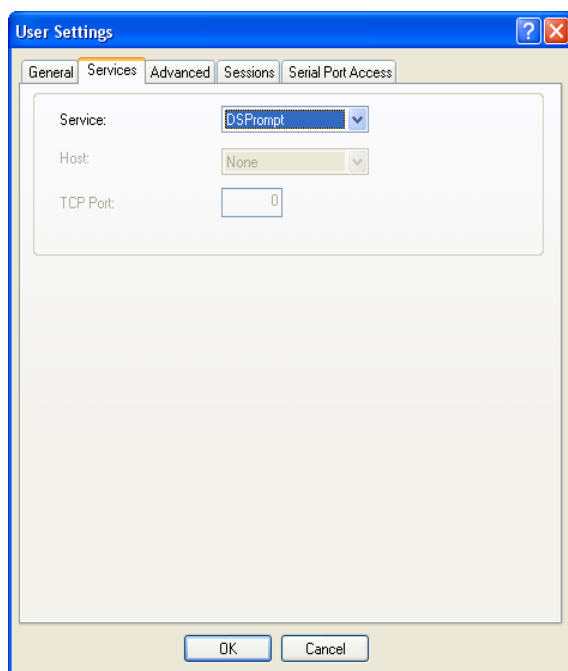 User Settings
General Services Advanced Sessions Serial Port Access
Service: DSPrompt
Host: None
TCP Port: 0
OK Cancel